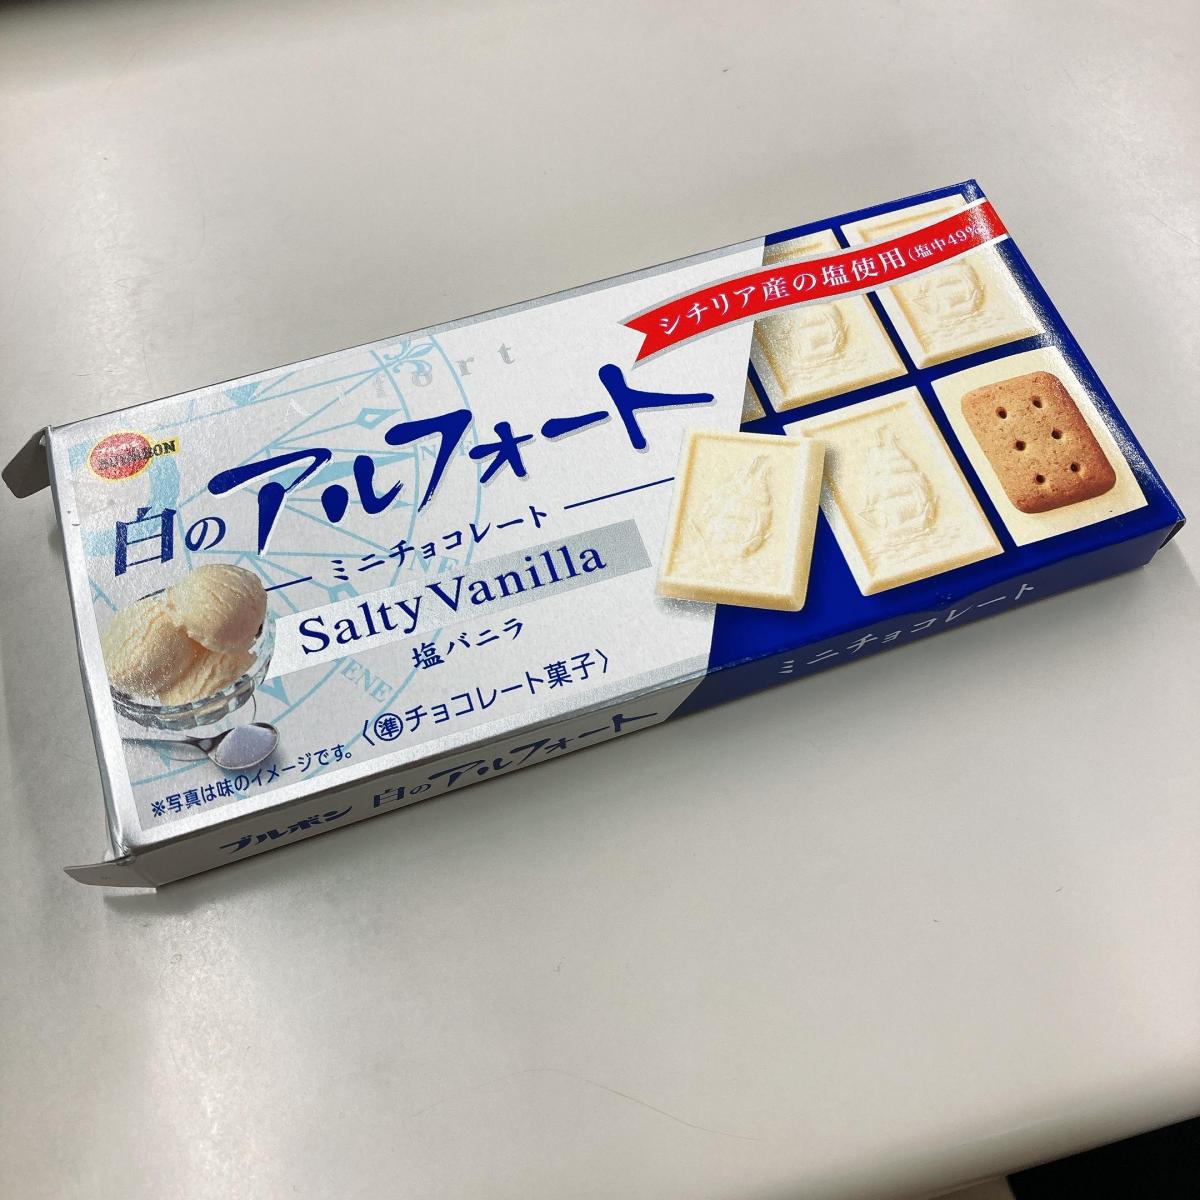 シチリア産の塩使用(塩中49%)
Alfort
BOURBON
白のアルフォート
ミニチョコレート
Salty Vanilla
塩バニラ
〈準チョコレート菓子〉
※写真は味のイメージです。
ENE
ブルボン 白のアルフォート
ミニチョコレート